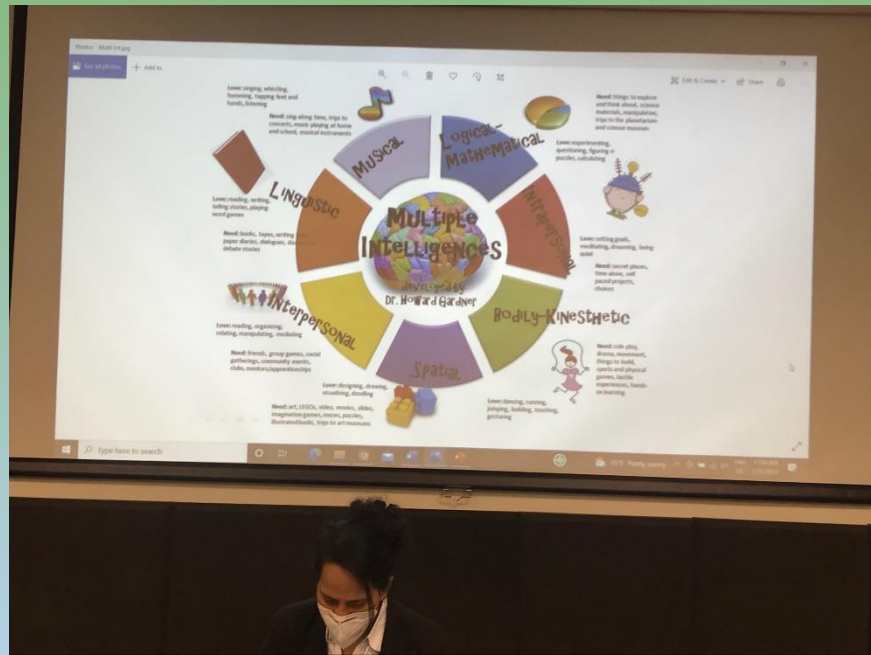 Photos - Multi Int.jpg
See all photos
+ Add to
Edit & Create
Share
Love: singing, whistling,
humming, tapping feet and
hands, listening
Need: sing along time, trips to
concerts, music playing at home
and school, musical instruments
Musical
Logical-
Mathematical
Need: things to explore
and think about, science
materials, manipulative,
trips to the planetarium
and science museum
Love: experimenting,
questioning, figuring o
puzzles, calculating
Linguistic
Love: reading, writing,
telling stories, playing
word games
Need: books, tapes, writing
paper diaries, dialogues,
debate stories
Multiple
Intelligences
developed by
Dr. Howard Gardner
Intrapersonal
Love: setting goals,
meditating, dreaming, being
quiet
Need: secret places,
time alone, self
paced projects,
choices
Interpersonal
Love: reading, organizing,
relating, manipulating, mediating
Need: friends, group games, social
gatherings, community events,
clubs, mentors/apprenticeships
Bodily-Kinesthetic
Need: role play,
drama, movement,
things to build,
sports and physical
games, tactile
experiences, hands-
on learning
Love: dancing, running,
jumping, building, touching,
gesturing
Spatial
Love: designing, drawing,
visualizing, doodling
Need: art, LEGOs, video, movies, slides,
imagination games, mazes, puzzles,
illustrated books, trips to art museums
Type here to search
Partly sunny
ENG